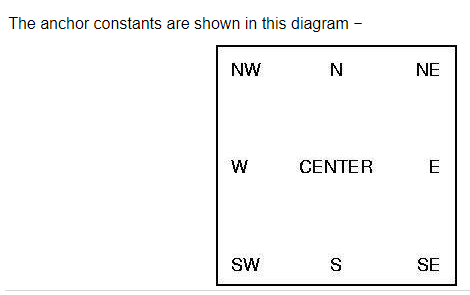 The anchor constants are shown in this diagram −
NW N NE
W CENTER E
SW S SE